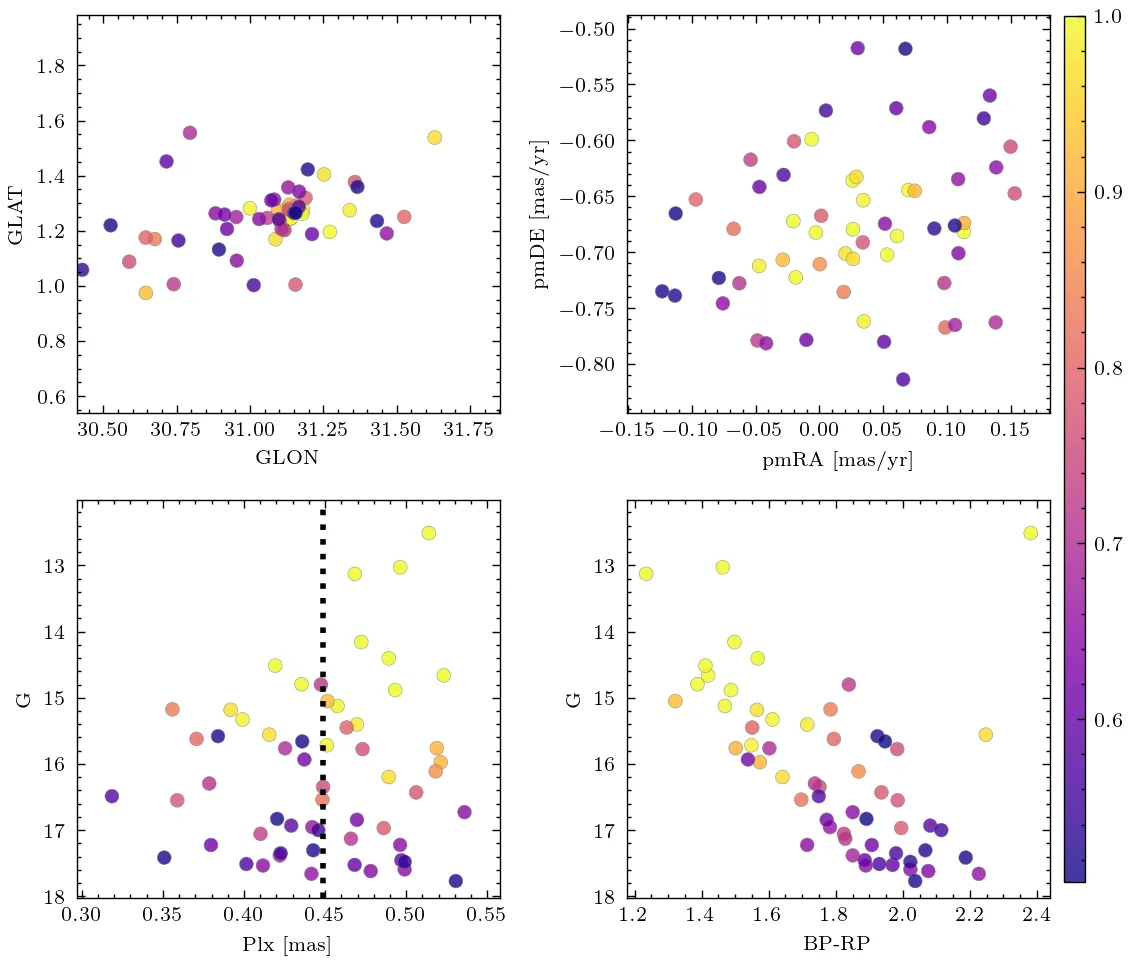 1.8
1.6
1.4
1.2
1.0
0.8
0.6
GLAT
30.50 30.75 31.00 31.25 31.50 31.75
GLON
−0.50
−0.55
−0.60
−0.65
−0.70
−0.75
−0.80
pmDE [mas/yr]
−0.15 −0.10 −0.05 0.00 0.05 0.10 0.15
pmRA [mas/yr]
1.0
0.9
0.8
0.7
0.6
13
14
15
16
17
18
G
0.30 0.35 0.40 0.45 0.50 0.55
Plx [mas]
13
14
15
16
17
18
G
1.2 1.4 1.6 1.8 2.0 2.2 2.4
BP-RP